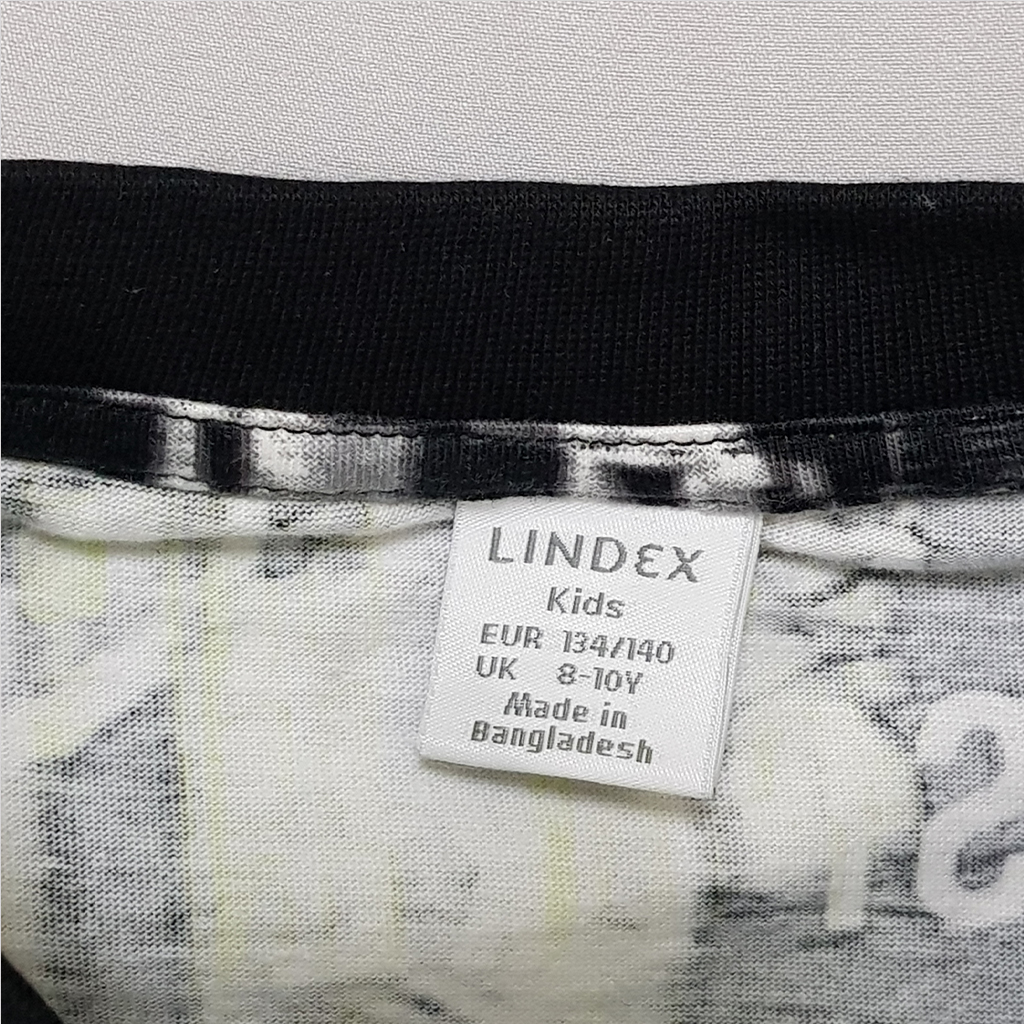 LINDEX
Kids
EUR 134/140
UK 8-10Y
Made in
Bangladesh